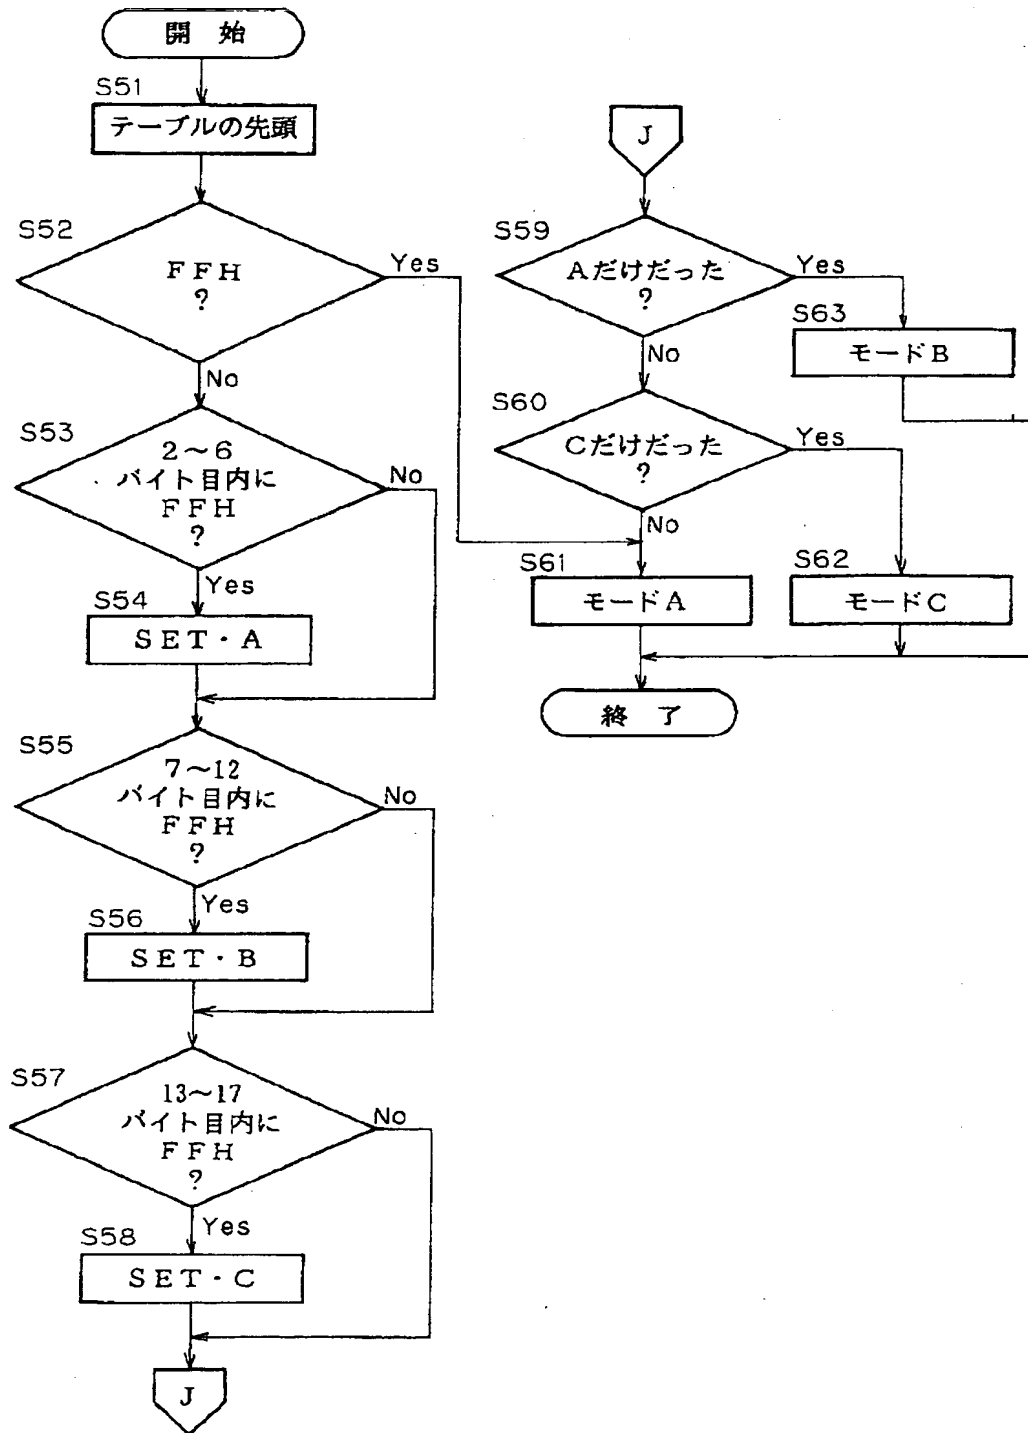 開 始
S51
テーブルの先頭
S52
FFH
?
Yes
No
S53
2〜6
バイト目内に
FFH
?
No
Yes
S54
SET・A
S55
7〜12
バイト目内に
FFH
?
No
Yes
S56
SET・B
S57
13〜17
バイト目内に
FFH
?
No
Yes
S58
SET・C
J
J
S59
Aだけだった
?
Yes
No
S63
モードB
S60
Cだけだった
?
Yes
No
S61
モードA
S62
モードC
終 了